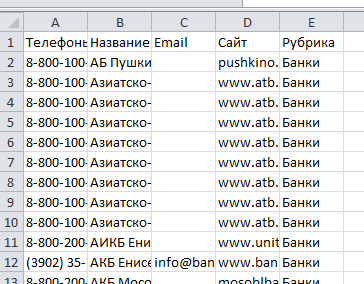 A B C D E
1 Телефоны Название Email Сайт Рубрика
2 8-800-100- АБ Пушки pushkino. Банки
3 8-800-100- Азиатско- www.atb. Банки
4 8-800-100- Азиатско- www.atb. Банки
5 8-800-100- Азиатско- www.atb. Банки
6 8-800-100- Азиатско- www.atb. Банки
7 8-800-100- Азиатско- www.atb. Банки
8 8-800-100- Азиатско- www.atb. Банки
9 8-800-100- Азиатско- www.atb. Банки
10 8-800-100- Азиатско- www.atb. Банки
11 8-800-200- АИКБ Ени www.unit Банки
12 (3902) 35- АКБ Енисе info@ban www.ban Банки
13 8-800-200- АКБ Мосо mosoblba Банки